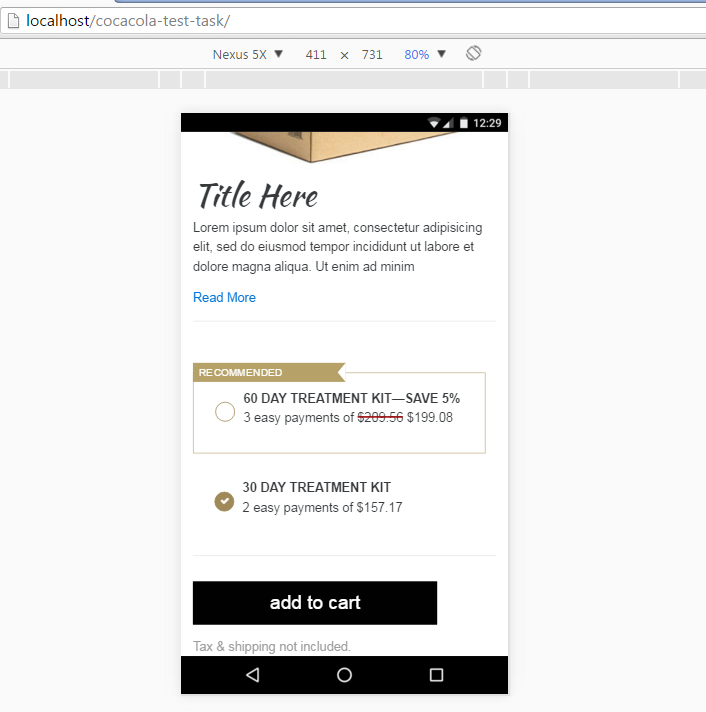 localhost/cocacola-test-task/
Nexus 5X ▼ 411 × 731 80% ▼
12:29
Title Here
Lorem ipsum dolor sit amet, consectetur adipisicing
elit, sed do eiusmod tempor incididunt ut labore et
dolore magna aliqua. Ut enim ad minim
Read More
RECOMMENDED
60 DAY TREATMENT KIT—SAVE 5%
3 easy payments of $209.56 $199.08
30 DAY TREATMENT KIT
2 easy payments of $157.17
add to cart
Tax & shipping not included.